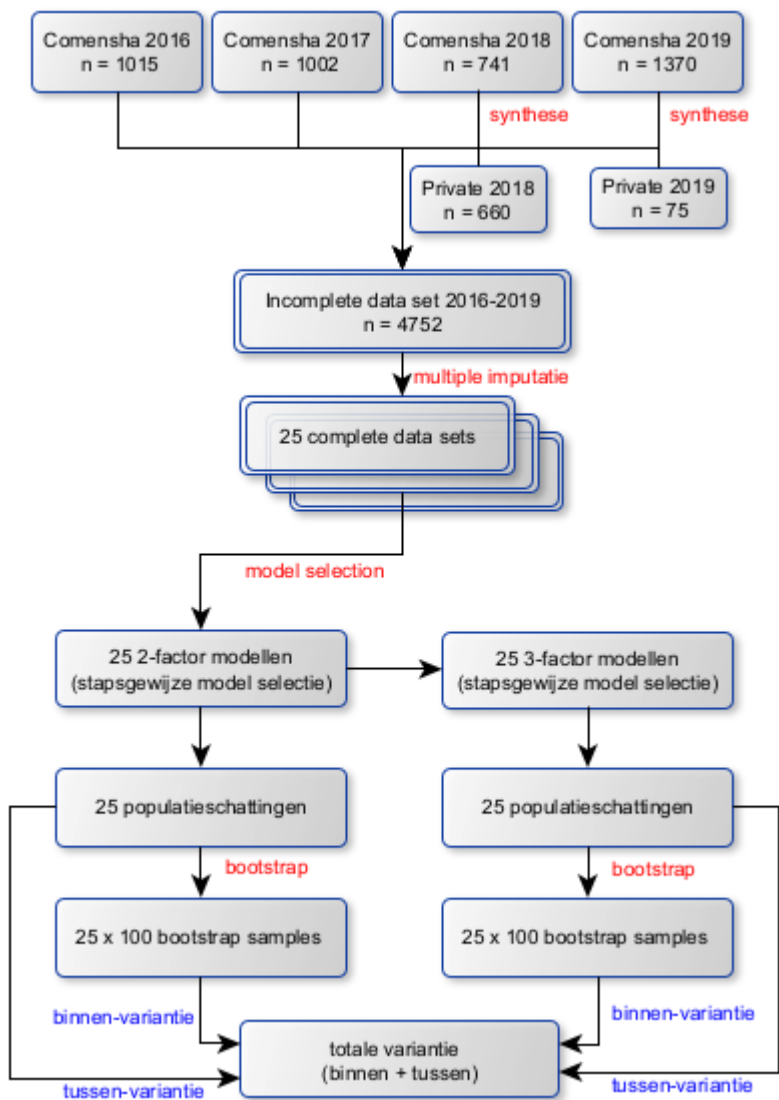 Comensha 2016
n = 1015
Comensha 2017
n = 1002
Comensha 2018
n = 741
Comensha 2019
n = 1370
synthese
synthese
Private 2018
n = 660
Private 2019
n = 75
Incomplete data set 2016-2019
n = 4752
multiple imputatie
25 complete data sets
model selection
25 2-factor modellen
(stapsgewijze model selectie)
25 3-factor modellen
(stapsgewijze model selectie)
25 populatieschattingen
25 populatieschattingen
bootstrap
bootstrap
25 x 100 bootstrap samples
25 x 100 bootstrap samples
binnen-variantie
binnen-variantie
totale variantie
(binnen + tussen)
tussen-variantie
tussen-variantie